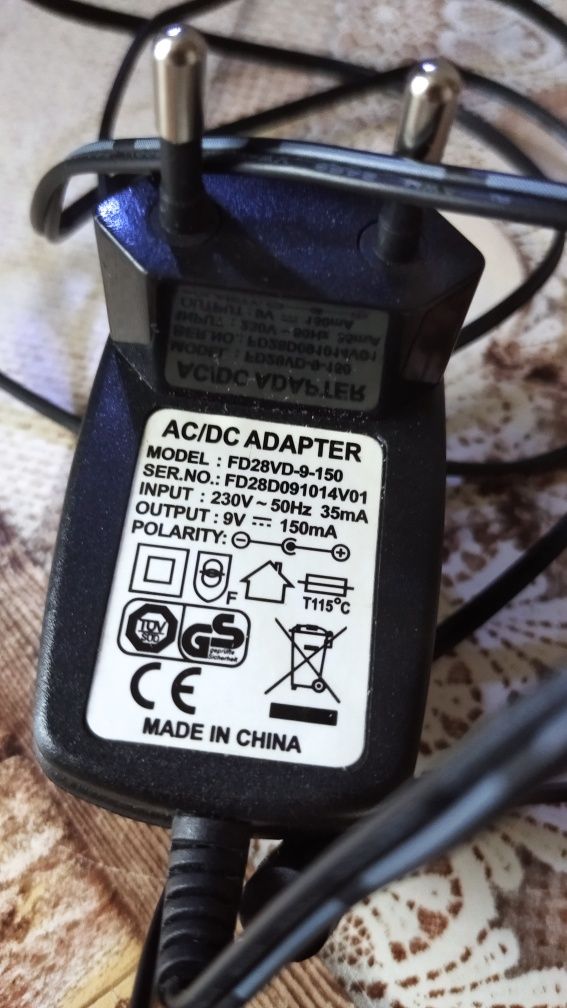 AC/DC ADAPTER
MODEL : FD28VD-9-150
SER.NO.: FD28D091014V01
INPUT : 230V ~ 50Hz 35mA
OUTPUT : 9V ⎓ 150mA
POLARITY: ⊖ ⊕
F
T115°C
TÜV
SÜD
GS
geprüfte
Sicherheit
CE
MADE IN CHINA